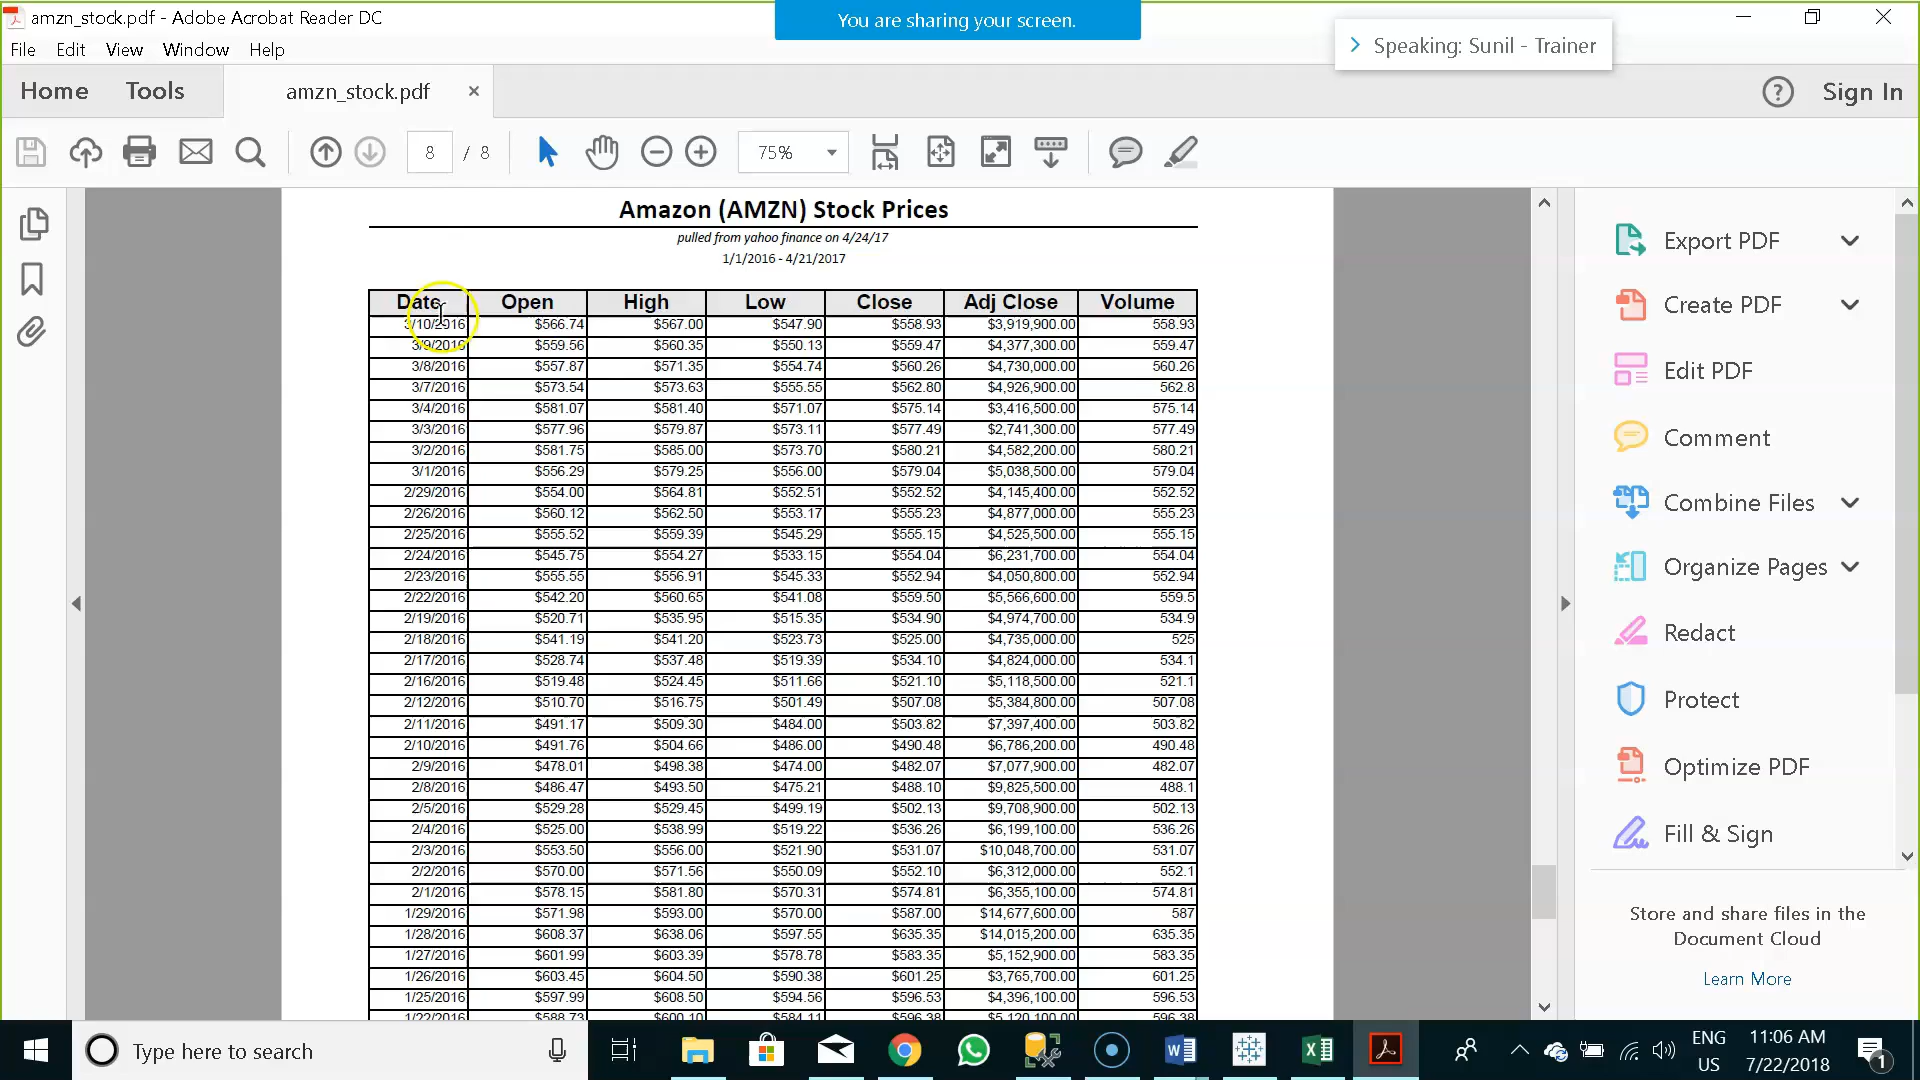 amzn_stock.pdf - Adobe Acrobat Reader DC
You are sharing your screen.
Speaking: Sunil - Trainer
File Edit View Window Help
Home Tools amzn_stock.pdf × ? Sign In
8 / 8 75%
Amazon (AMZN) Stock Prices
pulled from yahoo finance on 4/24/17
1/1/2016 - 4/21/2017
Date Open High Low Close Adj Close Volume
3/10/2016 $566.74 $567.00 $547.90 $558.93 $3,919,900.00 558.93
3/9/2016 $559.56 $560.35 $550.13 $559.47 $4,377,300.00 559.47
3/8/2016 $557.87 $571.35 $554.74 $560.26 $4,730,000.00 560.26
3/7/2016 $573.54 $573.63 $555.55 $562.80 $4,926,900.00 562.8
3/4/2016 $581.07 $581.40 $571.07 $575.14 $3,416,500.00 575.14
3/3/2016 $577.96 $579.87 $573.11 $577.49 $2,741,300.00 577.49
3/2/2016 $581.75 $585.00 $573.70 $580.21 $4,582,200.00 580.21
3/1/2016 $556.29 $579.25 $556.00 $579.04 $5,038,500.00 579.04
2/29/2016 $554.00 $564.81 $552.51 $552.52 $4,145,400.00 552.52
2/26/2016 $560.12 $562.50 $553.17 $555.23 $4,877,000.00 555.23
2/25/2016 $555.52 $559.39 $545.29 $555.15 $4,525,500.00 555.15
2/24/2016 $545.75 $554.27 $533.15 $554.04 $6,231,700.00 554.04
2/23/2016 $555.55 $556.91 $545.33 $552.94 $4,050,800.00 552.94
2/22/2016 $542.20 $560.65 $541.08 $559.50 $5,566,600.00 559.5
2/19/2016 $520.71 $535.95 $515.35 $534.90 $4,974,700.00 534.9
2/18/2016 $541.19 $541.20 $523.73 $525.00 $4,735,000.00 525
2/17/2016 $528.74 $537.48 $519.39 $534.10 $4,824,000.00 534.1
2/16/2016 $519.48 $524.45 $511.66 $521.10 $5,118,500.00 521.1
2/12/2016 $510.70 $516.75 $501.49 $507.08 $5,384,800.00 507.08
2/11/2016 $491.17 $509.30 $484.00 $503.82 $7,397,400.00 503.82
2/10/2016 $491.76 $504.66 $486.00 $490.48 $6,786,200.00 490.48
2/9/2016 $478.01 $498.38 $474.00 $482.07 $7,077,900.00 482.07
2/8/2016 $486.47 $493.50 $475.21 $488.10 $9,825,500.00 488.1
2/5/2016 $529.28 $529.45 $499.19 $502.13 $9,708,900.00 502.13
2/4/2016 $525.00 $538.99 $519.22 $536.26 $6,199,100.00 536.26
2/3/2016 $553.50 $556.00 $521.90 $531.07 $10,048,700.00 531.07
2/2/2016 $570.00 $571.56 $550.09 $552.10 $6,312,000.00 552.1
2/1/2016 $578.15 $581.80 $570.31 $574.81 $6,355,100.00 574.81
1/29/2016 $571.98 $593.00 $570.00 $587.00 $14,677,600.00 587
1/28/2016 $608.37 $638.06 $597.55 $635.35 $14,015,200.00 635.35
1/27/2016 $601.99 $603.39 $578.78 $583.35 $5,152,900.00 583.35
1/26/2016 $603.45 $604.50 $590.38 $601.25 $3,765,700.00 601.25
1/25/2016 $597.99 $608.50 $594.56 $596.53 $4,396,100.00 596.53
1/22/2016 $588.73 $600.10 $584.11 $596.38 $5,120,100.00 596.38
Export PDF
Create PDF
Edit PDF
Comment
Combine Files
Organize Pages
Redact
Protect
Optimize PDF
Fill & Sign
Store and share files in the
Document Cloud
Learn More
Type here to search
ENG
US
11:06 AM
7/22/2018
1